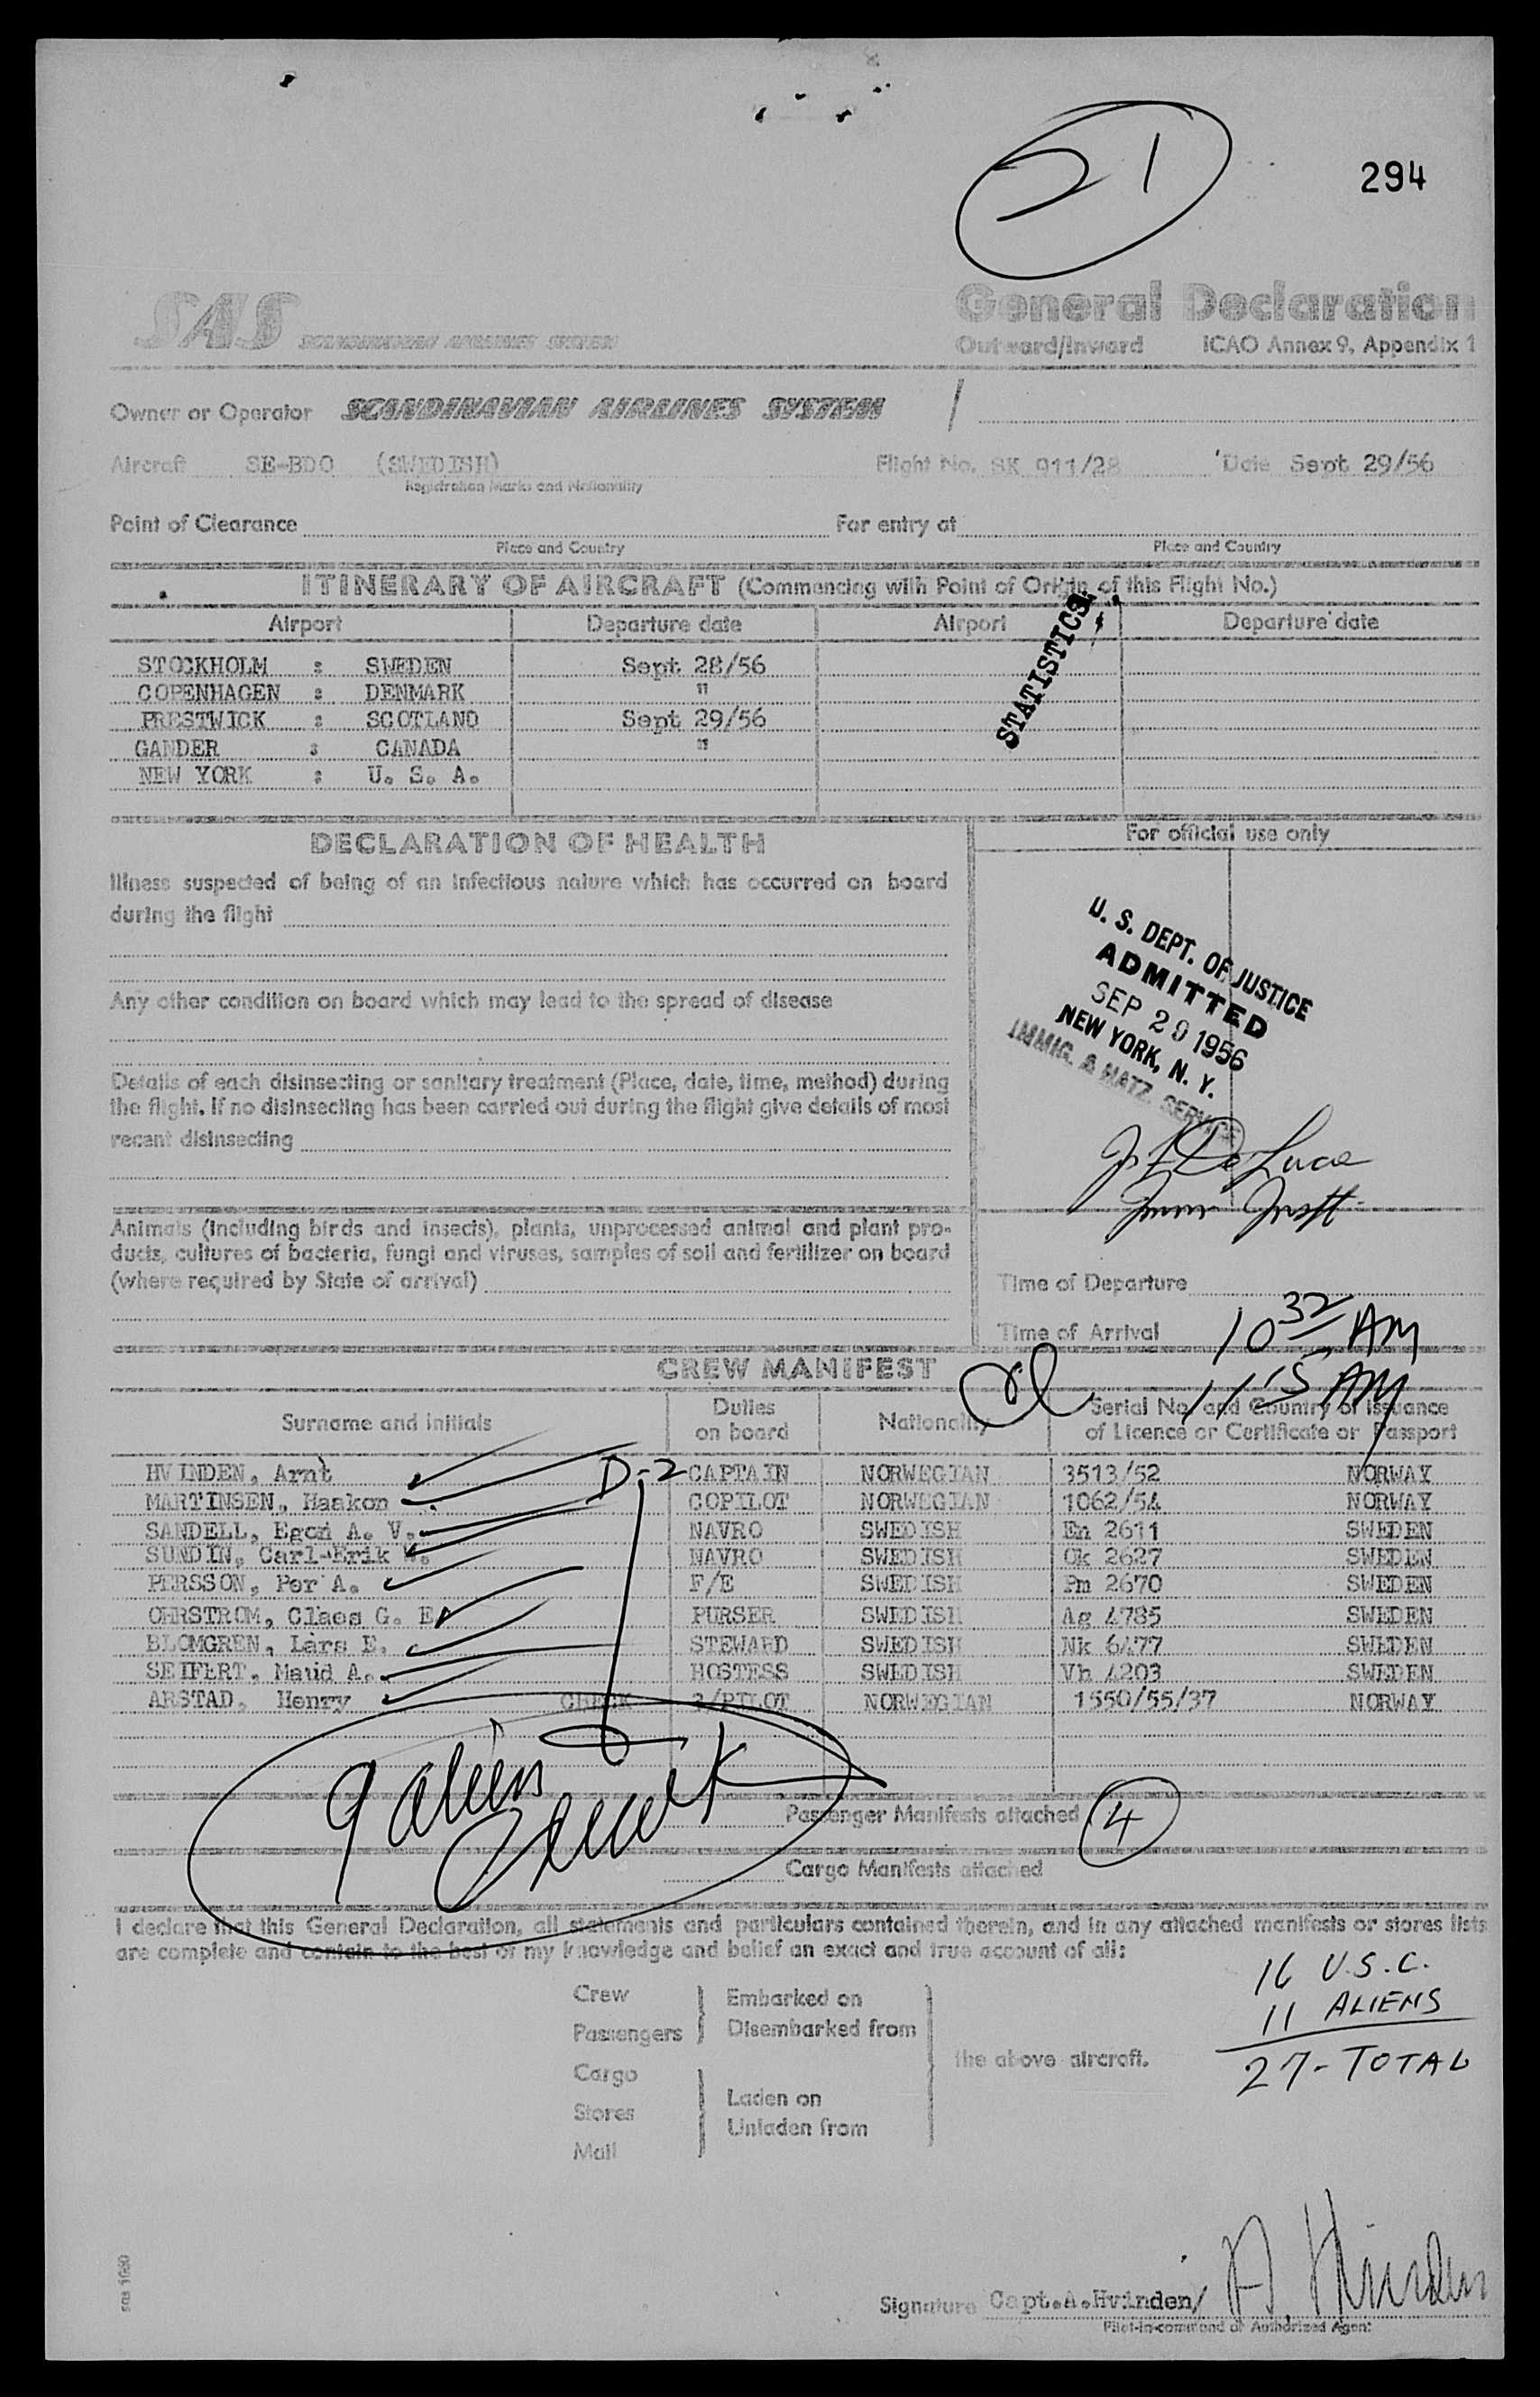 21
294
SAS SCANDINAVIAN AIRLINES SYSTEM
General Declaration
Outward/Inward ICAO Annex 9, Appendix 1
Owner or Operator SCANDINAVIAN AIRLINES SYSTEM /
Aircraft SE-BDO (SWEDISH) Flight No. SK 911/28 Date Sept 29/56
Registration Marks and Nationality
Point of Clearance For entry at
Place and Country Place and Country
ITINERARY OF AIRCRAFT (Commencing with Point of Origin of this Flight No.)
Airport Departure date Airport Departure date
STATISTICS
STOCKHOLM : SWEDEN Sept 28/56
COPENHAGEN : DENMARK "
PRESTWICK : SCOTLAND Sept 29/56
GANDER : CANADA "
NEW YORK : U. S. A.
DECLARATION OF HEALTH
Illness suspected of being of an infectious nature which has occurred on board
during the flight
Any other condition on board which may lead to the spread of disease
Details of each disinsecting or sanitary treatment (Place, date, time, method) during
the flight. If no disinsecting has been carried out during the flight give details of most
recent disinsecting
Animals (including birds and insects), plants, unprocessed animal and plant pro-
ducts, cultures of bacteria, fungi and viruses, samples of soil and fertilizer on board
(where required by State of arrival)
For official use only
U. S. DEPT. OF JUSTICE
ADMITTED
SEP 29 1956
NEW YORK, N. Y.
IMMIG. & NATZ. SERVICE
De Luca
Time of Departure
Time of Arrival 10 32 AM
11 15 AM
CREW MANIFEST
Surname and initials Duties on board Nationality Serial No. and Country of Issuance of Licence or Certificate or Passport
HVINDEN, Arnt D-2 CAPTAIN NORWEGIAN 3513/52 NORWAY
MARTINSEN, Haakon COPILOT NORWEGIAN 1062/54 NORWAY
SANDELL, Egon A. V. NAVRO SWEDISH En 2611 SWEDEN
SUNDIN, Carl-Erik W. NAVRO SWEDISH Ok 2627 SWEDEN
PERSSON, Per A. F/E SWEDISH Pm 2670 SWEDEN
OHRSTROM, Claes G. E. PURSER SWEDISH Ag 4785 SWEDEN
BLOMGREN, Lars E. STEWARD SWEDISH Nk 6477 SWEDEN
SEIFERT, Maud A. HOSTESS SWEDISH Vh 4203 SWEDEN
ARSTAD, Henry CHECK /PILOT NORWEGIAN 1550/55/37 NORWAY
9 aliens
Passenger Manifests attached 4
Cargo Manifests attached
I declare that this General Declaration, all statements and particulars contained therein, and in any attached manifests or stores lists
are complete and contain to the best of my knowledge and belief an exact and true account of all:
Crew
Passengers
Embarked on
Disembarked from
Cargo
Stores
Mail
Laden on
Unladen from
the above aircraft.
16 U.S.C.
11 ALIENS
27 - TOTAL
Signature Capt.A.Hvinden/ A Hvinden
Pilot-in-command or Authorized Agent